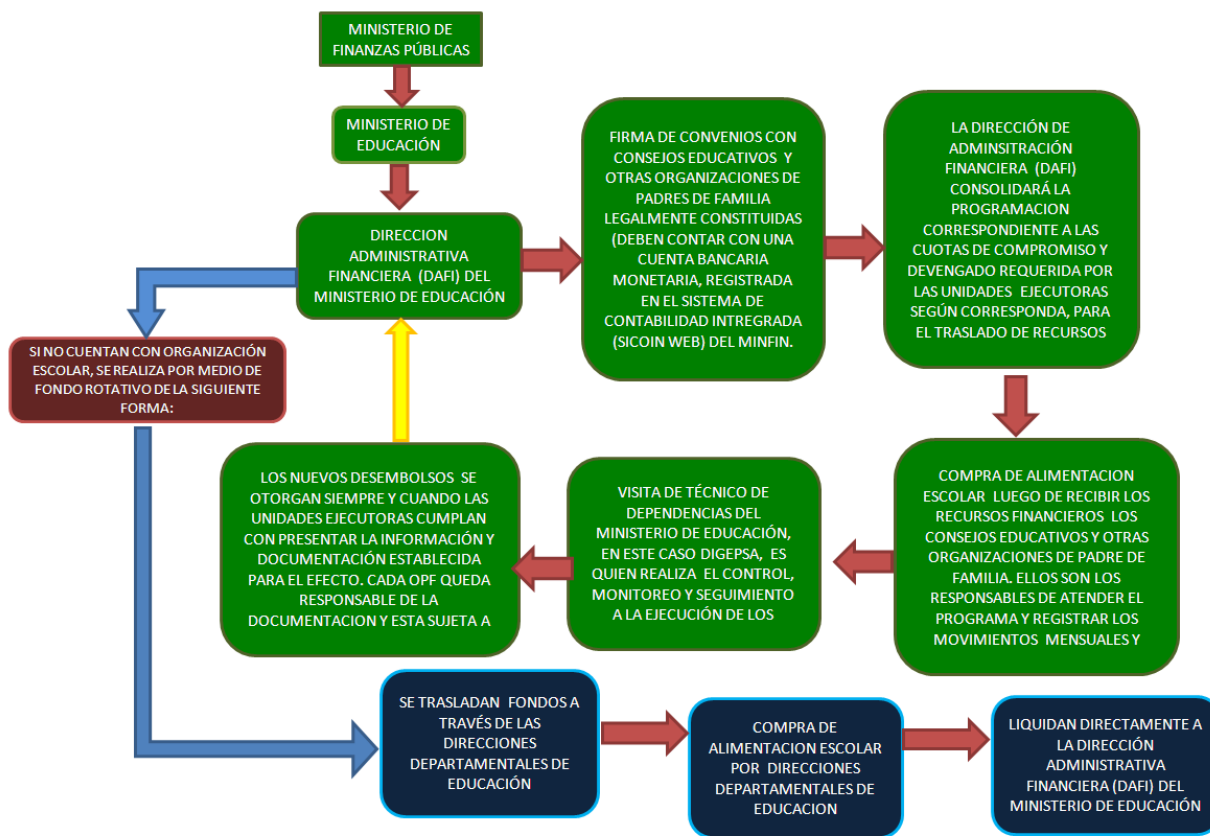 MINISTERIO DE
FINANZAS PÚBLICAS
MINISTERIO DE
EDUCACIÓN
DIRECCION
ADMINISTRATIVA
FINANCIERA (DAFI) DEL
MINISTERIO DE EDUCACIÓN
FIRMA DE CONVENIOS CON
CONSEJOS EDUCATIVOS Y
OTRAS ORGANIZACIONES DE
PADRES DE FAMILIA
LEGALMENTE CONSTITUIDAS
(DEBEN CONTAR CON UNA
CUENTA BANCARIA
MONETARIA, REGISTRADA
EN EL SISTEMA DE
CONTABILIDAD INTREGRADA
(SICOIN WEB) DEL MINFIN.
LA DIRECCIÓN DE
ADMINSITRACIÓN
FINANCIERA (DAFI)
CONSOLIDARÁ LA
PROGRAMACION
CORRESPONDIENTE A LAS
CUOTAS DE COMPROMISO Y
DEVENGADO REQUERIDA POR
LAS UNIDADES EJECUTORAS
SEGÚN CORRESPONDA, PARA
EL TRASLADO DE RECURSOS
SI NO CUENTAN CON ORGANIZACIÓN
ESCOLAR, SE REALIZA POR MEDIO DE
FONDO ROTATIVO DE LA SIGUIENTE
FORMA:
LOS NUEVOS DESEMBOLSOS SE
OTORGAN SIEMPRE Y CUANDO LAS
UNIDADES EJECUTORAS CUMPLAN
CON PRESENTAR LA INFORMACIÓN Y
DOCUMENTACIÓN ESTABLECIDA
PARA EL EFECTO. CADA OPF QUEDA
RESPONSABLE DE LA
DOCUMENTACION Y ESTA SUJETA A
VISITA DE TÉCNICO DE
DEPENDENCIAS DEL
MINISTERIO DE EDUCACIÓN,
EN ESTE CASO DIGEPSA, ES
QUIEN REALIZA EL CONTROL,
MONITOREO Y SEGUIMIENTO
A LA EJECUCIÓN DE LOS
COMPRA DE ALIMENTACION
ESCOLAR LUEGO DE RECIBIR LOS
RECURSOS FINANCIEROS LOS
CONSEJOS EDUCATIVOS Y OTRAS
ORGANIZACIONES DE PADRE DE
FAMILIA. ELLOS SON LOS
RESPONSABLES DE ATENDER EL
PROGRAMA Y REGISTRAR LOS
MOVIMIENTOS MENSUALES Y
SE TRASLADAN FONDOS A
TRAVÉS DE LAS
DIRECCIONES
DEPARTAMENTALES DE
EDUCACIÓN
COMPRA DE
ALIMENTACION ESCOLAR
POR DIRECCIONES
DEPARTAMENTALES DE
EDUCACION
LIQUIDAN DIRECTAMENTE A
LA DIRECCIÓN
ADMINISTRATIVA
FINANCIERA (DAFI) DEL
MINISTERIO DE EDUCACIÓN